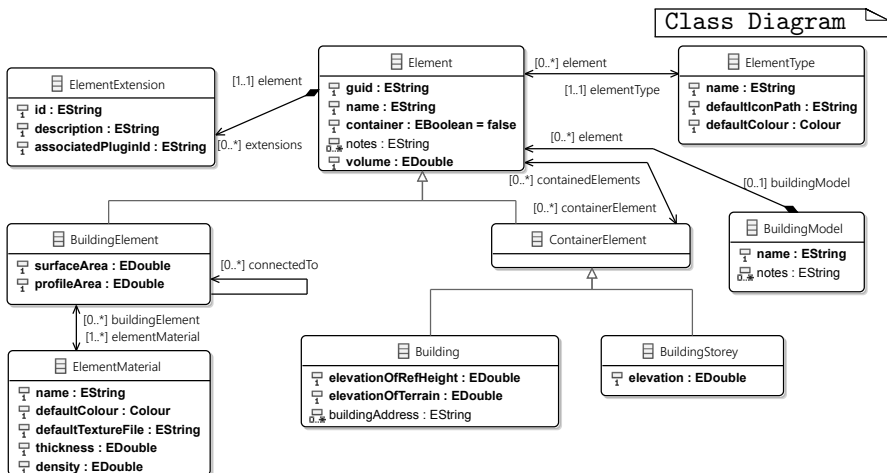 Class Diagram
Element
guid : EString
name : EString
container : EBoolean = false
notes : EString
volume : EDouble
ElementExtension
id : EString
description : EString
associatedPluginId : EString
[1..1] element
[0..*] extensions
[0..*] element
[1..1] elementType
ElementType
name : EString
defaultIconPath : EString
defaultColour : Colour
[0..*] element
[0..1] buildingModel
[0..*] containedElements
[0..*] containerElement
BuildingModel
name : EString
notes : EString
BuildingElement
surfaceArea : EDouble
profileArea : EDouble
[0..*] connectedTo
ContainerElement
[0..*] buildingElement
[1..*] elementMaterial
ElementMaterial
name : EString
defaultColour : Colour
defaultTextureFile : EString
thickness : EDouble
density : EDouble
Building
elevationOfRefHeight : EDouble
elevationOfTerrain : EDouble
buildingAddress : EString
BuildingStorey
elevation : EDouble